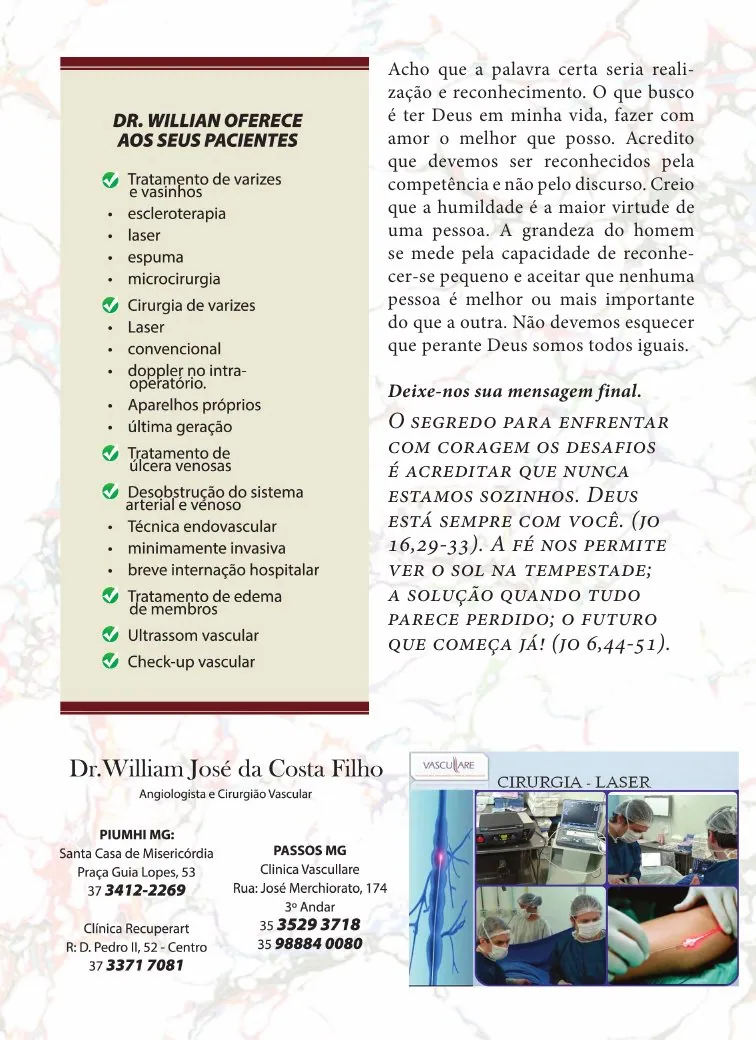 DR. WILLIAN OFERECE
AOS SEUS PACIENTES
Tratamento de varizes
e vasinhos
• escleroterapia
• laser
• espuma
• microcirurgia
Cirurgia de varizes
• Laser
• convencional
• doppler no intra-
operatório.
• Aparelhos próprios
• última geração
Tratamento de
úlcera venosas
Desobstrução do sistema
arterial e venoso
• Técnica endovascular
• minimamente invasiva
• breve internação hospitalar
Tratamento de edema
de membros
Ultrassom vascular
Check-up vascular
Acho que a palavra certa seria reali-
zação e reconhecimento. O que busco
é ter Deus em minha vida, fazer com
amor o melhor que posso. Acredito
que devemos ser reconhecidos pela
competência e não pelo discurso. Creio
que a humildade é a maior virtude de
uma pessoa. A grandeza do homem
se mede pela capacidade de reconhe-
cer-se pequeno e aceitar que nenhuma
pessoa é melhor ou mais importante
do que a outra. Não devemos esquecer
que perante Deus somos todos iguais.
Deixe-nos sua mensagem final.
O segredo para enfrentar
com coragem os desafios
é acreditar que nunca
estamos sozinhos. Deus
está sempre com você. (jo
16,29-33). A fé nos permite
ver o sol na tempestade;
a solução quando tudo
parece perdido; o futuro
que começa já! (jo 6,44-51).
Dr.William José da Costa Filho
Angiologista e Cirurgião Vascular
PIUMHI MG:
Santa Casa de Misericórdia
Praça Guia Lopes, 53
37 3412-2269
Clínica Recuperart
R: D. Pedro II, 52 - Centro
37 3371 7081
PASSOS MG
Clinica Vascullare
Rua: José Merchiorato, 174
3º Andar
35 3529 3718
35 98884 0080
VASCULLARE
CIRURGIA - LASER